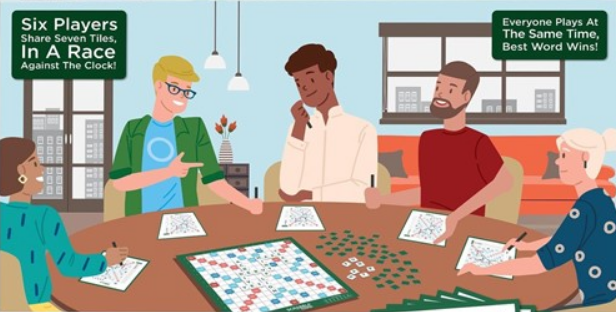 Six Players
Share Seven Tiles,
In A Race
Against The Clock!
Everyone Plays At
The Same Time,
Best Word Wins!